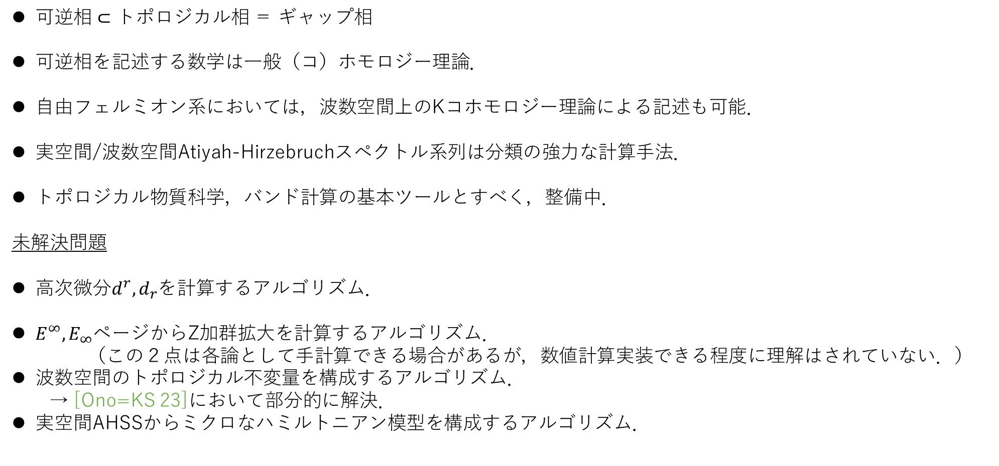 ● 可逆相 ⊂ トポロジカル相 = ギャップ相
● 可逆相を記述する数学は一般（コ）ホモロジー理論．
● 自由フェルミオン系においては，波数空間上のKコホモロジー理論による記述も可能．
● 実空間/波数空間Atiyah-Hirzebruchスペクトル系列は分類の強力な計算手法．
● トポロジカル物質科学，バンド計算の基本ツールとすべく，整備中．
未解決問題
● 高次微分$d^r, d_r$を計算するアルゴリズム．
● $E^\infty, E_\infty$ページからZ加群拡大を計算するアルゴリズム．
（この２点は各論として手計算できる場合があるが，数値計算実装できる程度に理解はされていない．）
● 波数空間のトポロジカル不変量を構成するアルゴリズム．
→ [Ono=KS 23]において部分的に解決．
● 実空間AHSSからミクロなハミルトニアン模型を構成するアルゴリズム．